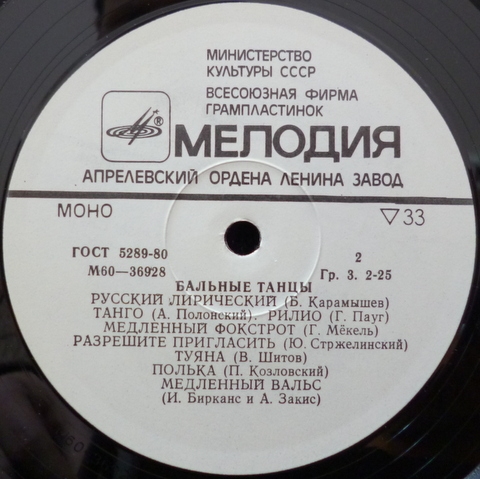 МИНИСТЕРСТВО
КУЛЬТУРЫ СССР
ВСЕСОЮЗНАЯ ФИРМА
ГРАМПЛАСТИНОК
®
МЕЛОДИЯ
АПРЕЛЕВСКИЙ ОРДЕНА ЛЕНИНА ЗАВОД
МОНО ▽33
ГОСТ 5289-80 2
М60—36928 Гр. 3. 2-25
БАЛЬНЫЕ ТАНЦЫ
РУССКИЙ ЛИРИЧЕСКИЙ (Б. Карамышев)
ТАНГО (А. Полонский). РИЛИО (Г. Пауг)
МЕДЛЕННЫЙ ФОКСТРОТ (Г. Мёкель)
РАЗРЕШИТЕ ПРИГЛАСИТЬ (Ю. Стржелинский)
ТУЯНА (В. Шитов)
ПОЛЬКА (П. Козловский)
МЕДЛЕННЫЙ ВАЛЬС
(И. Бирканс и А. Закис)